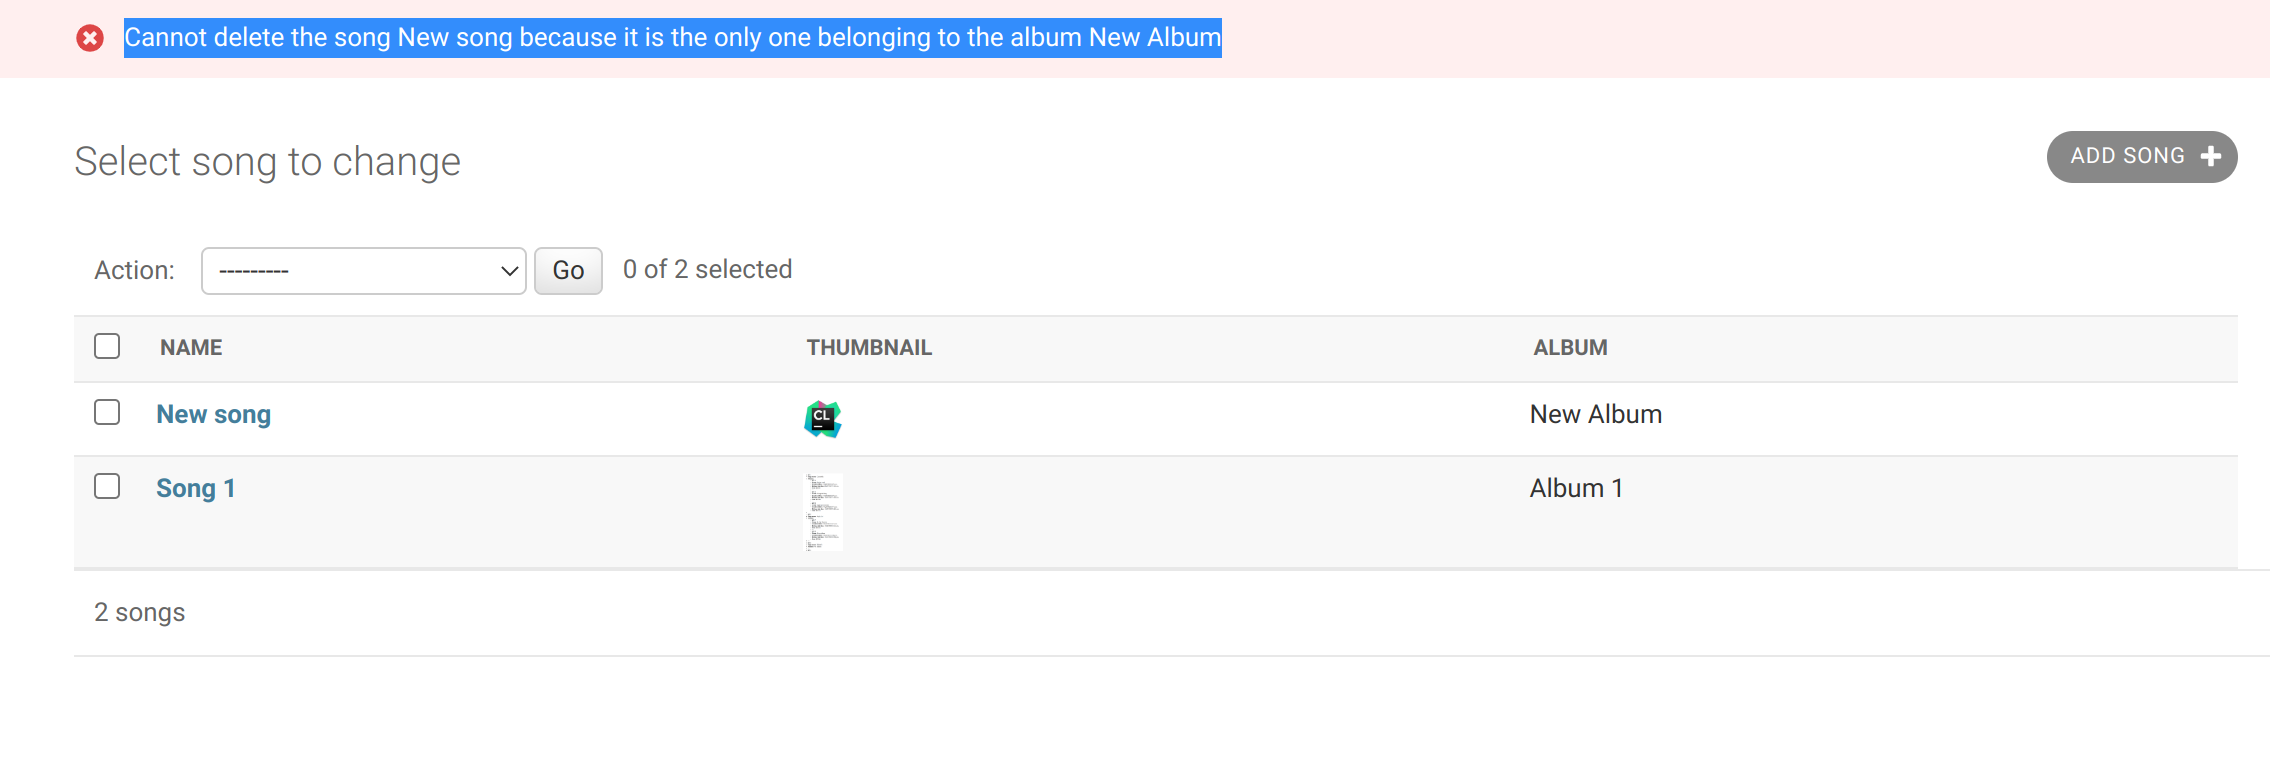 Cannot delete the song New song because it is the only one belonging to the album New Album
Select song to change
ADD SONG
Action: --------- Go 0 of 2 selected
NAME THUMBNAIL ALBUM
New song CL New Album
Song 1 Album 1
2 songs